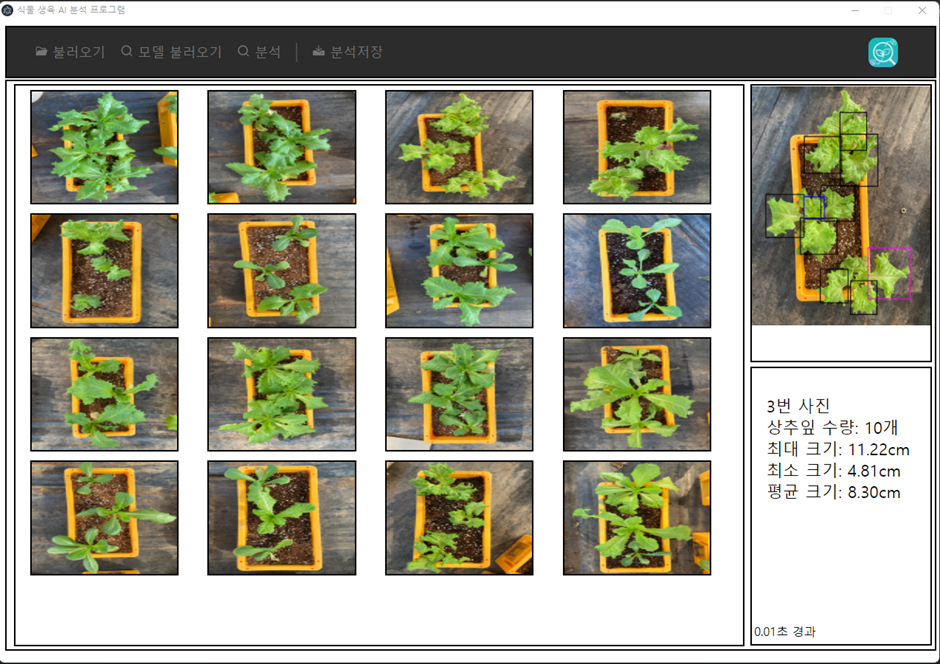 식물 생육 AI 분석 프로그램
불러오기 모델 불러오기 분석 분석저장
3번 사진
상추잎 수량: 10개
최대 크기: 11.22cm
최소 크기: 4.81cm
평균 크기: 8.30cm
0.01초 경과